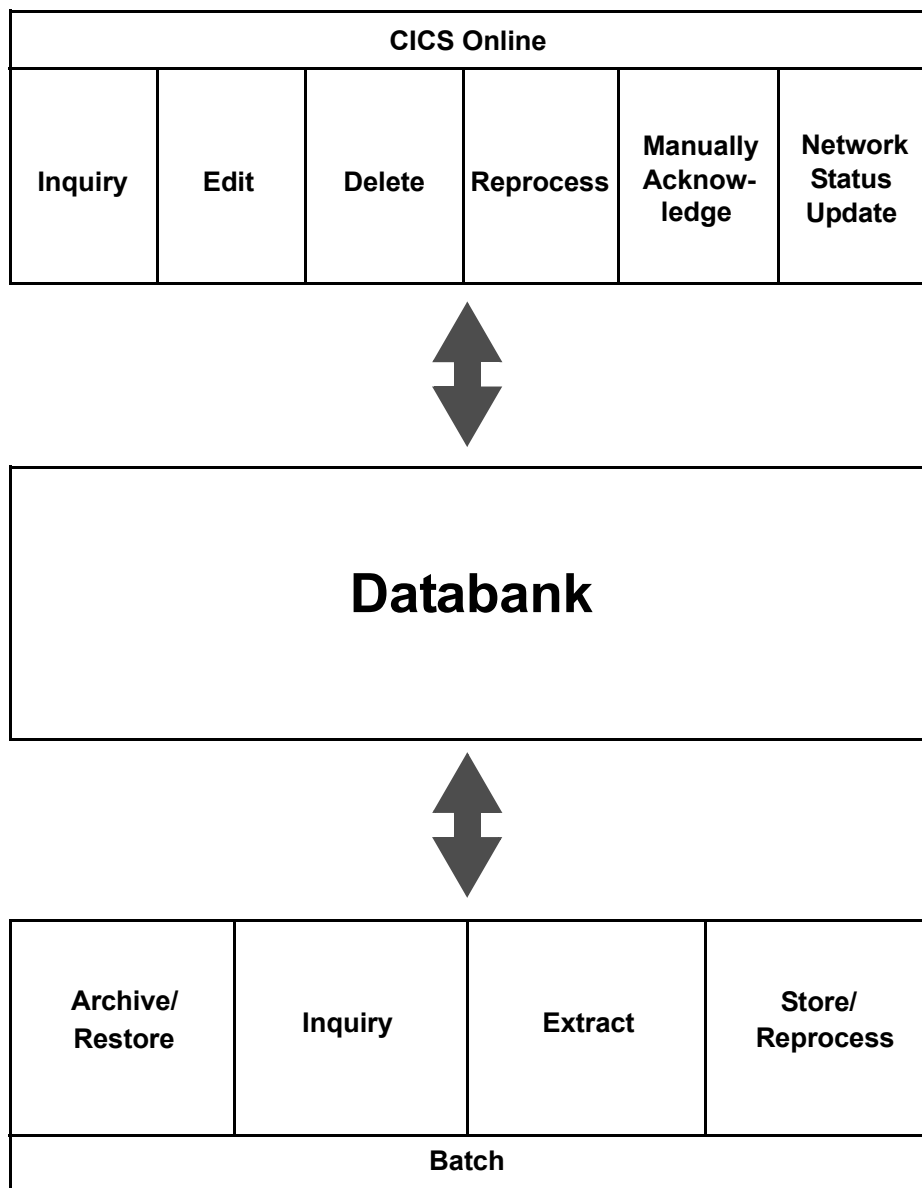 CICS Online
Inquiry
Edit
Delete
Reprocess
Manually
Acknow-
ledge
Network
Status
Update
Databank
Archive/
Restore
Inquiry
Extract
Store/
Reprocess
Batch